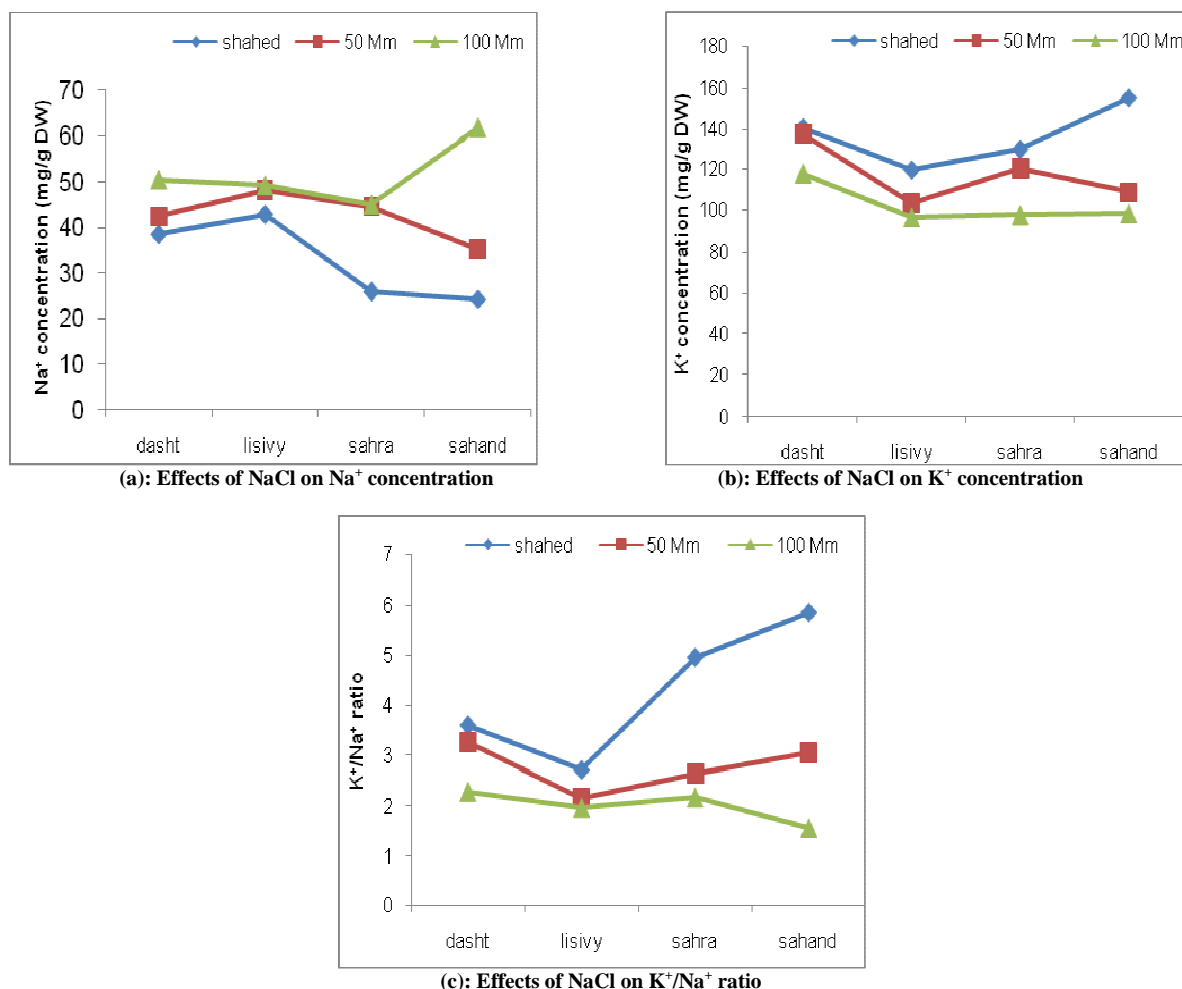 shahed 50 Mm 100 Mm
70
60
50
40
30
20
10
0
Na⁺ concentration (mg/g DW)
dasht lisivy sahra sahand
(a): Effects of NaCl on Na⁺ concentration
shahed 50 Mm 100 Mm
180
160
140
120
100
80
60
40
20
0
K⁺ concentration (mg/g DW)
dasht lisivy sahra sahand
(b): Effects of NaCl on K⁺ concentration
shahed 50 Mm 100 Mm
7
6
5
4
3
2
1
0
K⁺/Na⁺ ratio
dasht lisivy sahra sahand
(c): Effects of NaCl on K⁺/Na⁺ ratio